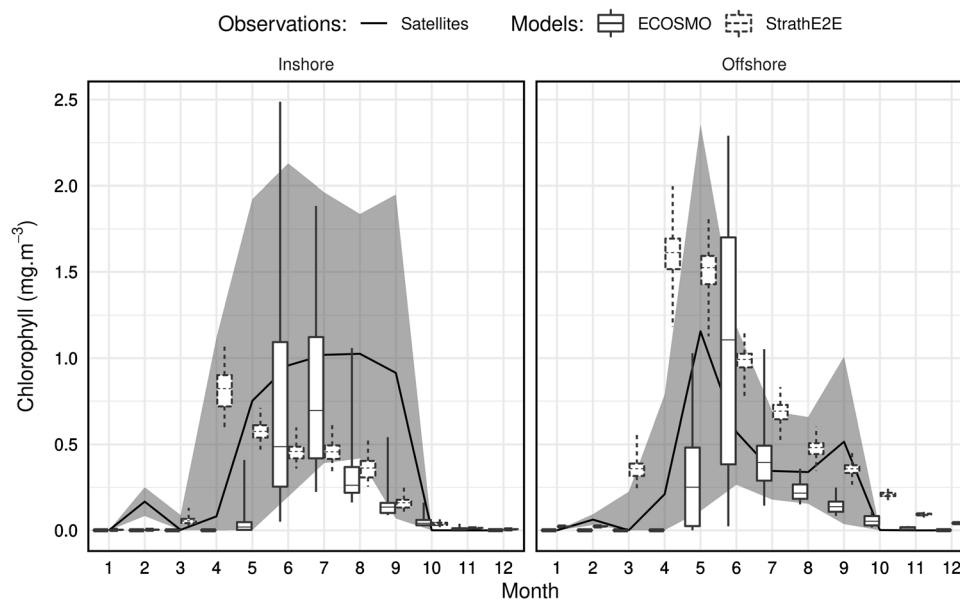 Observations: Satellites Models: ECOSMO StrathE2E
Inshore Offshore
Chlorophyll (mg.m⁻³)
2.5
2.0
1.5
1.0
0.5
0.0
1 2 3 4 5 6 7 8 9 10 11 12 1 2 3 4 5 6 7 8 9 10 11 12
Month